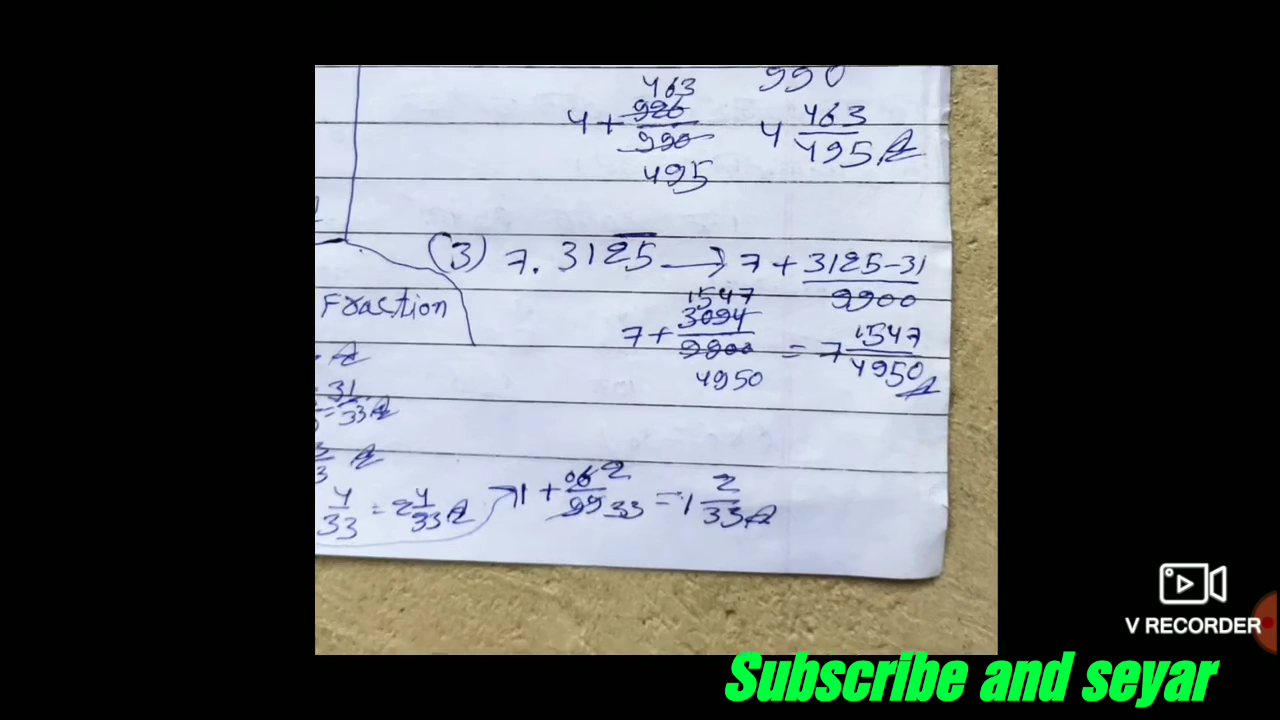 463
990
4 + 926/990
4 463/495 A
495
(3) 7.3125 → 7 + 3125-31/9900
1547
7 + 3094/9900 = 7 1547/4950 A
4950
Fraction
31/33 A
4/33 = 2 4/33 A → 1 + 06/99 2/33 = 1 2/33 A
V RECORDER
Subscribe and seyar